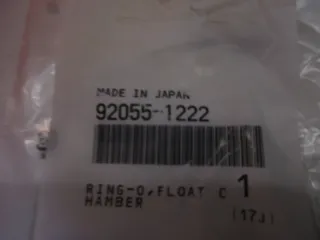 MADE IN JAPAN
92055-1222
RING-O,FLOAT C 1
HAMBER
(17J)